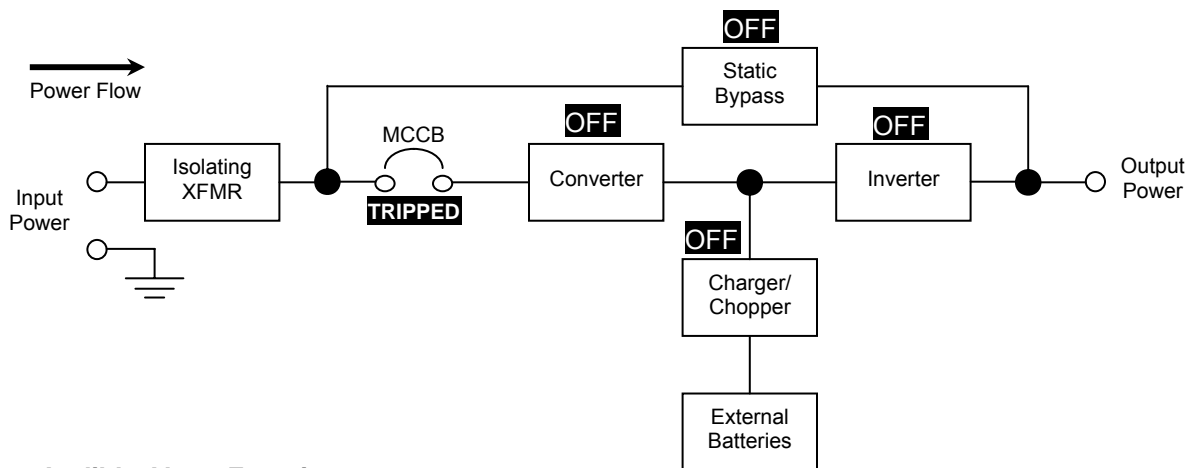 OFF
Static
Bypass
Power Flow
MCCB
OFF
OFF
Isolating
XFMR
Converter
Inverter
Output
Power
Input
Power
TRIPPED
OFF
Charger/
Chopper
External
Batteries